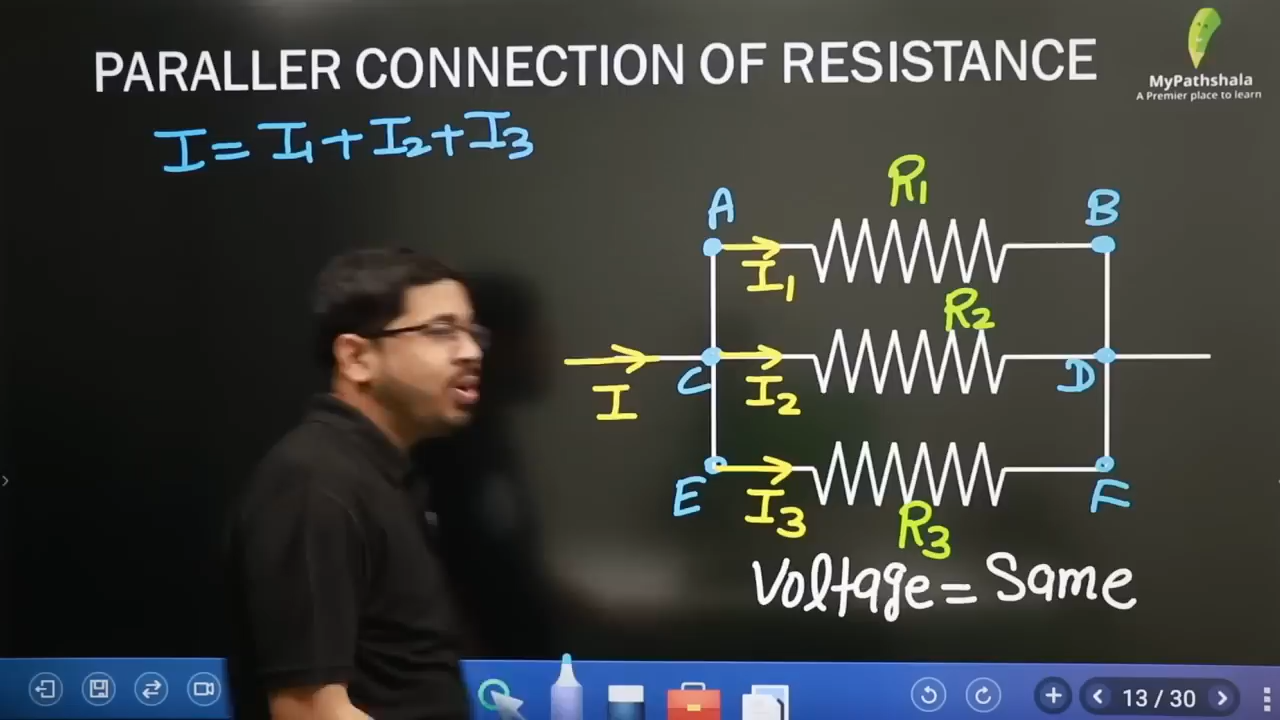 PARALLER CONNECTION OF RESISTANCE
MyPathshala
A Premier place to learn
I = I₁ + I₂ + I₃
R₁
A
B
I₁
R₂
C
D
I
I₂
E
F
I₃
R₃
Voltage = Same
13 / 30